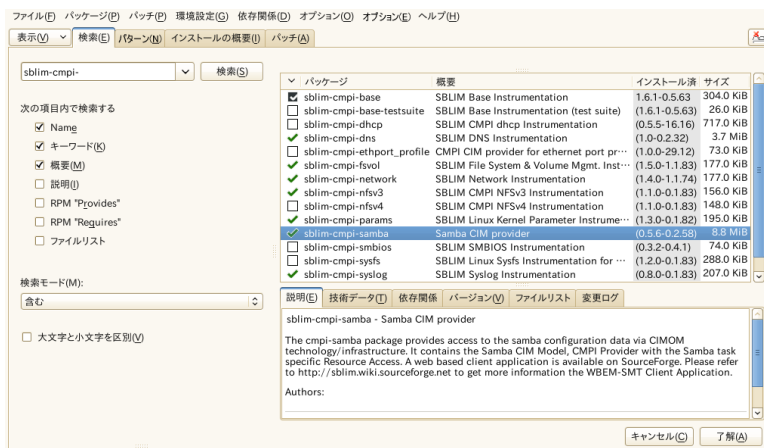 ファイル(F) パッケージ(P) パッチ(P) 環境設定(G) 依存関係(D) オプション(O) オプション(E) ヘルプ(H)
表示(V) 検索(E) パターン(N) インストールの概要(I) パッチ(A)
sblim-cmpi- 検索(S)
次の項目内で検索する
Name
キーワード(K)
概要(M)
説明(I)
RPM "Provides"
RPM "Requires"
ファイルリスト
検索モード(M):
含む
大文字と小文字を区別(V)
パッケージ 概要 インストール済 サイズ
sblim-cmpi-base SBLIM Base Instrumentation 1.6.1-0.5.63 304.0 KiB
sblim-cmpi-base-testsuite SBLIM Base Instrumentation (test suite) (1.6.1-0.5.63) 26.0 KiB
sblim-cmpi-dhcp SBLIM CMPI dhcp Instrumentation (0.5.5-16.16) 717.0 KiB
sblim-cmpi-dns SBLIM DNS Instrumentation (1.0-0.2.32) 3.7 MiB
sblim-cmpi-ethport_profile CMPI CIM provider for ethernet port pr··· (1.0.0-29.12) 73.0 KiB
sblim-cmpi-fsvol SBLIM File System & Volume Mgmt. Inst··· (1.5.0-1.1.83) 177.0 KiB
sblim-cmpi-network SBLIM Network Instrumentation (1.4.0-1.1.74) 177.0 KiB
sblim-cmpi-nfsv3 SBLIM CMPI NFSv3 Instrumentation (1.1.0-0.1.83) 156.0 KiB
sblim-cmpi-nfsv4 SBLIM CMPI NFSv4 Instrumentation (1.1.0-0.1.83) 148.0 KiB
sblim-cmpi-params SBLIM Linux Kernel Parameter Instrume··· (1.3.0-0.1.82) 195.0 KiB
sblim-cmpi-samba Samba CIM provider (0.5.6-0.2.58) 8.8 MiB
sblim-cmpi-smbios SBLIM SMBIOS Instrumentation (0.3.2-0.4.1) 74.0 KiB
sblim-cmpi-sysfs SBLIM Linux Sysfs Instrumentation for ··· (1.2.0-0.1.83) 288.0 KiB
sblim-cmpi-syslog SBLIM Syslog Instrumentation (0.8.0-0.1.83) 207.0 KiB
説明(E) 技術データ(T) 依存関係 バージョン(V) ファイルリスト 変更ログ
sblim-cmpi-samba - Samba CIM provider
The cmpi-samba package provides access to the samba configuration data via CIMOM
technology/infrastructure. It contains the Samba CIM Model, CMPI Provider with the Samba task
specific Resource Access. A web based client application is available on SourceForge. Please refer
to http://sblim.wiki.sourceforge.net to get more information the WBEM-SMT Client Application.
Authors:
キャンセル(C) 了解(A)